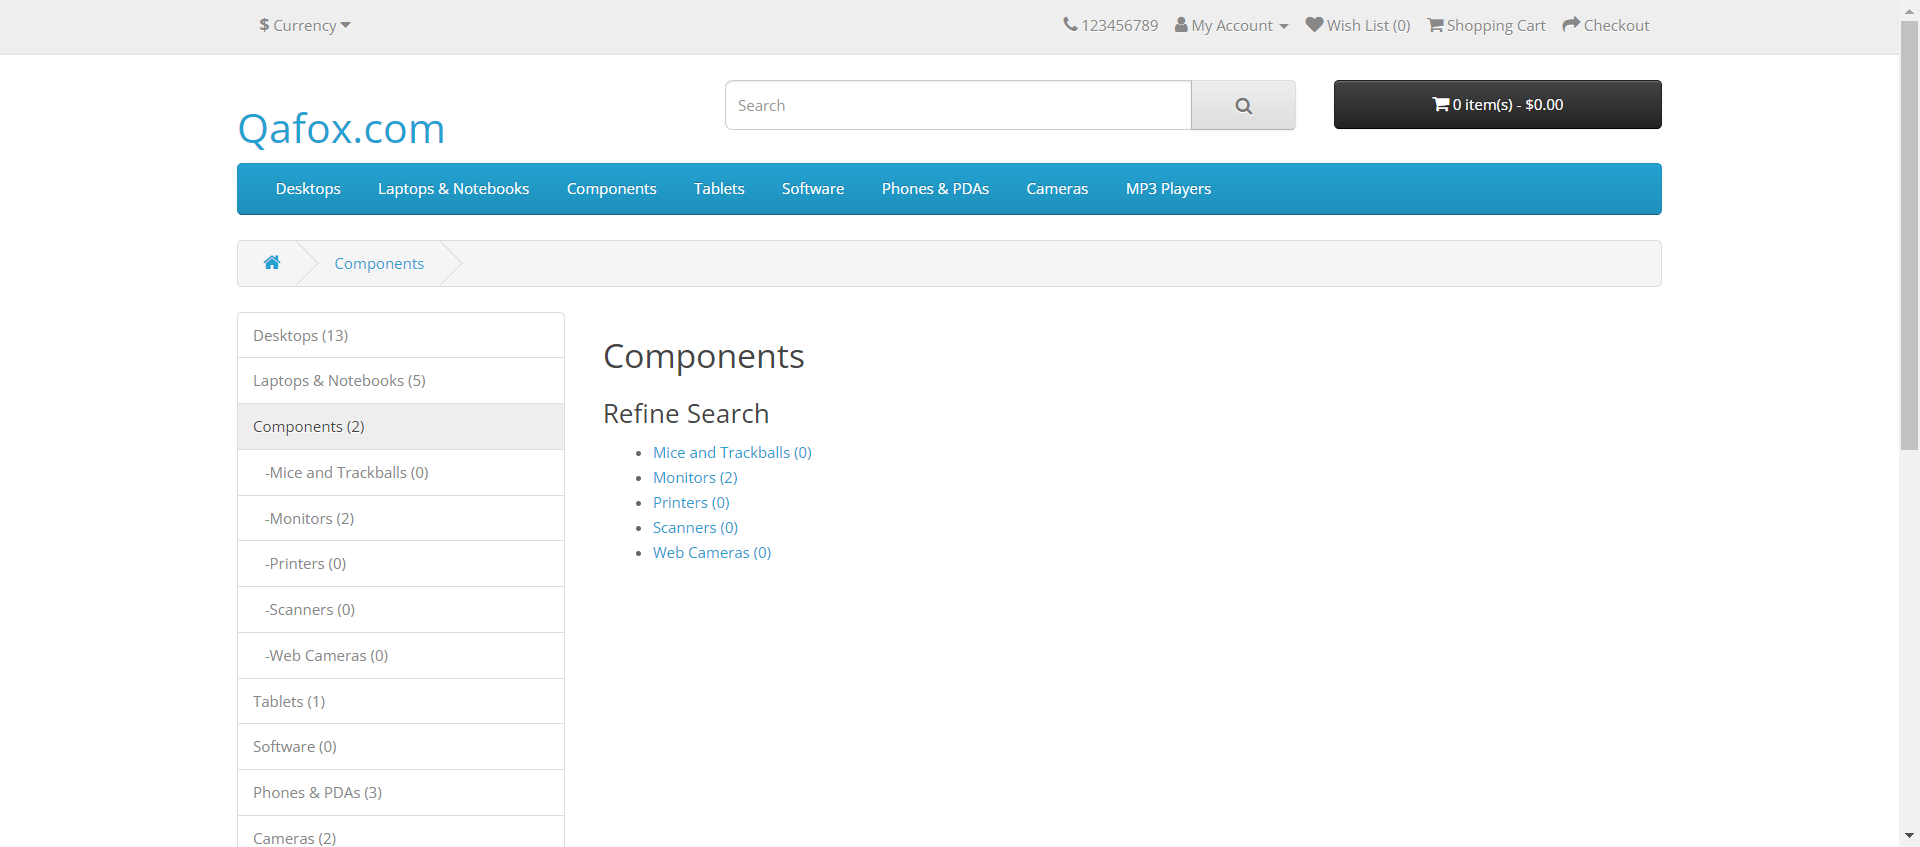 $ Currency
123456789 My Account Wish List (0) Shopping Cart Checkout
Qafox.com
Search
0 item(s) - $0.00
Desktops Laptops & Notebooks Components Tablets Software Phones & PDAs Cameras MP3 Players
Components
Desktops (13)
Laptops & Notebooks (5)
Components (2)
-Mice and Trackballs (0)
-Monitors (2)
-Printers (0)
-Scanners (0)
-Web Cameras (0)
Tablets (1)
Software (0)
Phones & PDAs (3)
Cameras (2)
Components
Refine Search
Mice and Trackballs (0)
Monitors (2)
Printers (0)
Scanners (0)
Web Cameras (0)